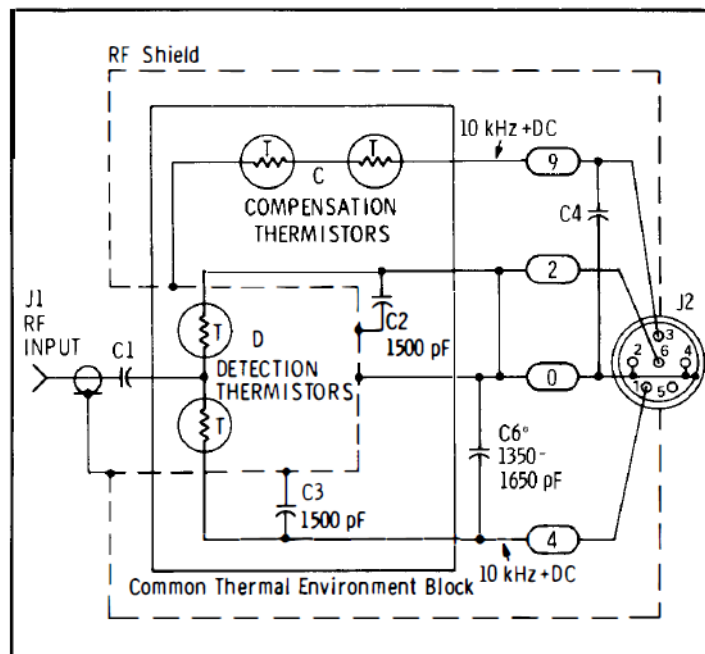 RF Shield
10 kHz +DC
T
T
9
C
COMPENSATION
THERMISTORS
C4
2
J2
J1
RF
INPUT
C1
T
D
C2
1500 pF
DETECTION
THERMISTORS
T
0
3
2
6
4
1
5
C6°
1350-
1650 pF
C3
1500 pF
4
10 kHz +DC
Common Thermal Environment Block